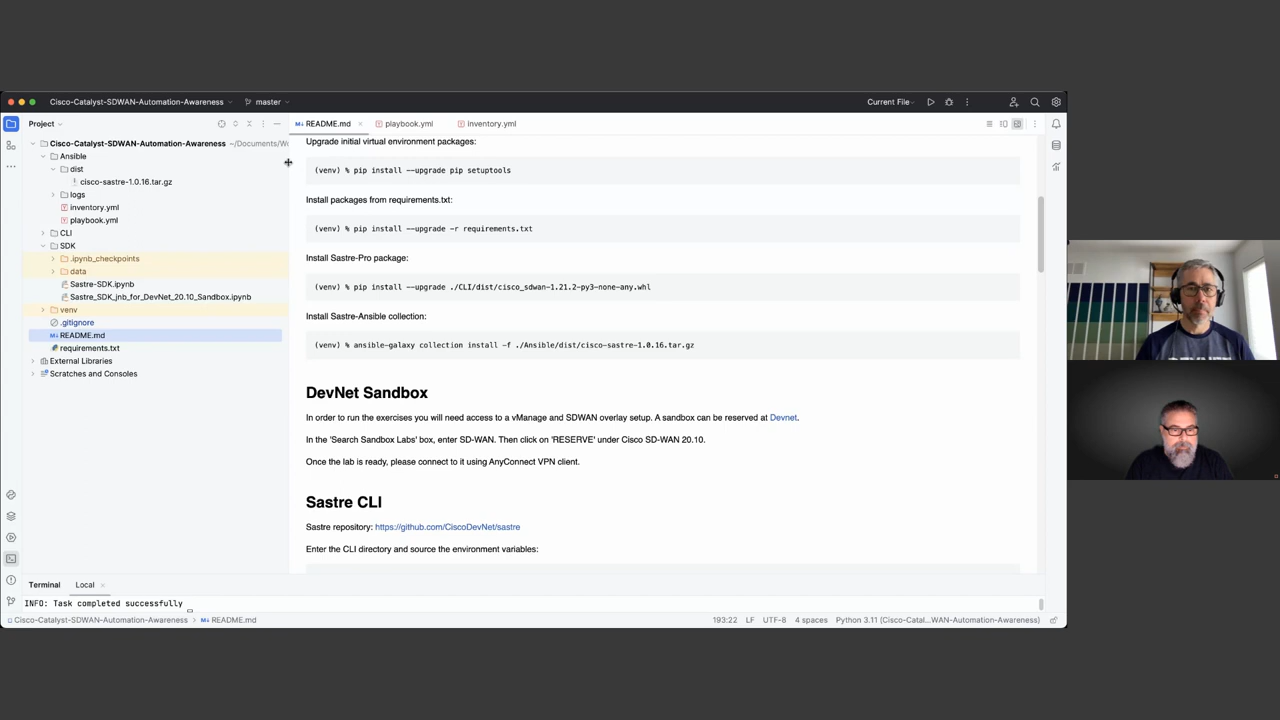 Cisco-Catalyst-SDWAN-Automation-Awareness
master
Current File
Project
README.md
playbook.yml
inventory.yml
Cisco-Catalyst-SDWAN-Automation-Awareness ~/Documents/Wo
Ansible
dist
cisco-sastre-1.0.16.tar.gz
logs
inventory.yml
playbook.yml
CLI
SDK
.ipynb_checkpoints
data
Sastre-SDK.ipynb
Sastre_SDK_jnb_for_DevNet_20.10_Sandbox.ipynb
venv
.gitignore
README.md
requirements.txt
External Libraries
Scratches and Consoles
Upgrade initial virtual environment packages:
(venv) % pip install --upgrade pip setuptools
Install packages from requirements.txt:
(venv) % pip install --upgrade -r requirements.txt
Install Sastre-Pro package:
(venv) % pip install --upgrade ./CLI/dist/cisco_sdwan-1.21.2-py3-none-any.whl
Install Sastre-Ansible collection:
(venv) % ansible-galaxy collection install -f ./Ansible/dist/cisco-sastre-1.0.16.tar.gz
DevNet Sandbox
In order to run the exercises you will need access to a vManage and SDWAN overlay setup. A sandbox can be reserved at Devnet.
In the 'Search Sandbox Labs' box, enter SD-WAN. Then click on 'RESERVE' under Cisco SD-WAN 20.10.
Once the lab is ready, please connect to it using AnyConnect VPN client.
Sastre CLI
Sastre repository: https://github.com/CiscoDevNet/sastre
Enter the CLI directory and source the environment variables:
Terminal
Local
INFO: Task completed successfully
Cisco-Catalyst-SDWAN-Automation-Awareness > README.md
193:22 LF UTF-8 4 spaces Python 3.11 (Cisco-Catal...WAN-Automation-Awareness)